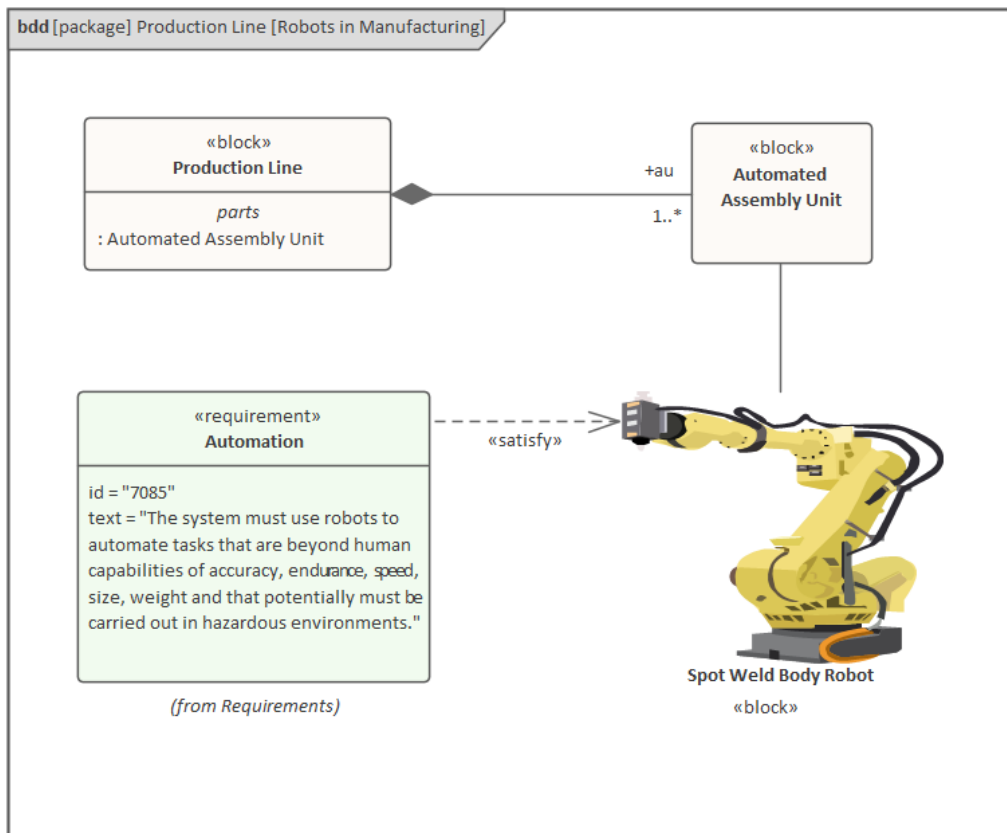 bdd [package] Production Line [Robots in Manufacturing]
«block»
Production Line
parts
: Automated Assembly Unit
+au
1..*
«block»
Automated
Assembly Unit
«requirement»
Automation
id = "7085"
text = "The system must use robots to
automate tasks that are beyond human
capabilities of accuracy, endurance, speed,
size, weight and that potentially must be
carried out in hazardous environments."
(from Requirements)
«satisfy»
Spot Weld Body Robot
«block»